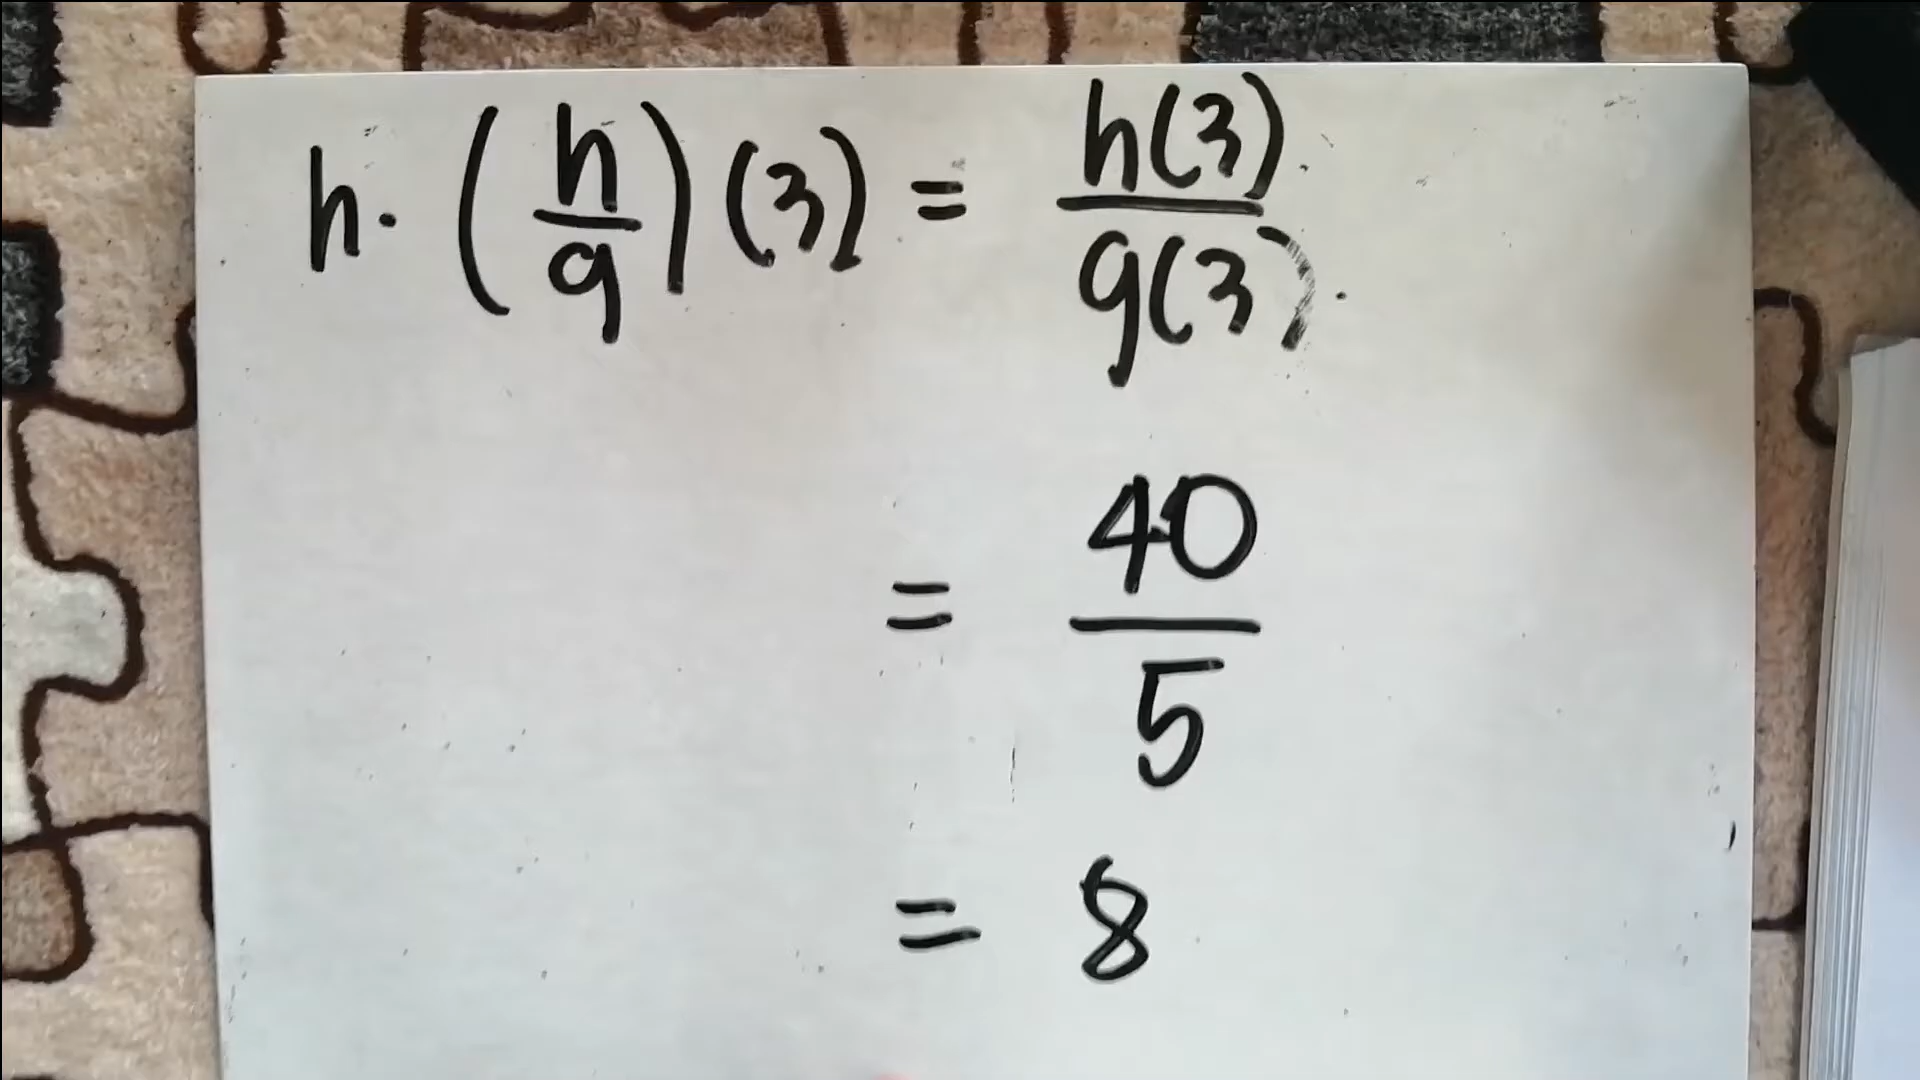 h. (h/g)(3) = h(3)/g(3)
= 40/5
= 8